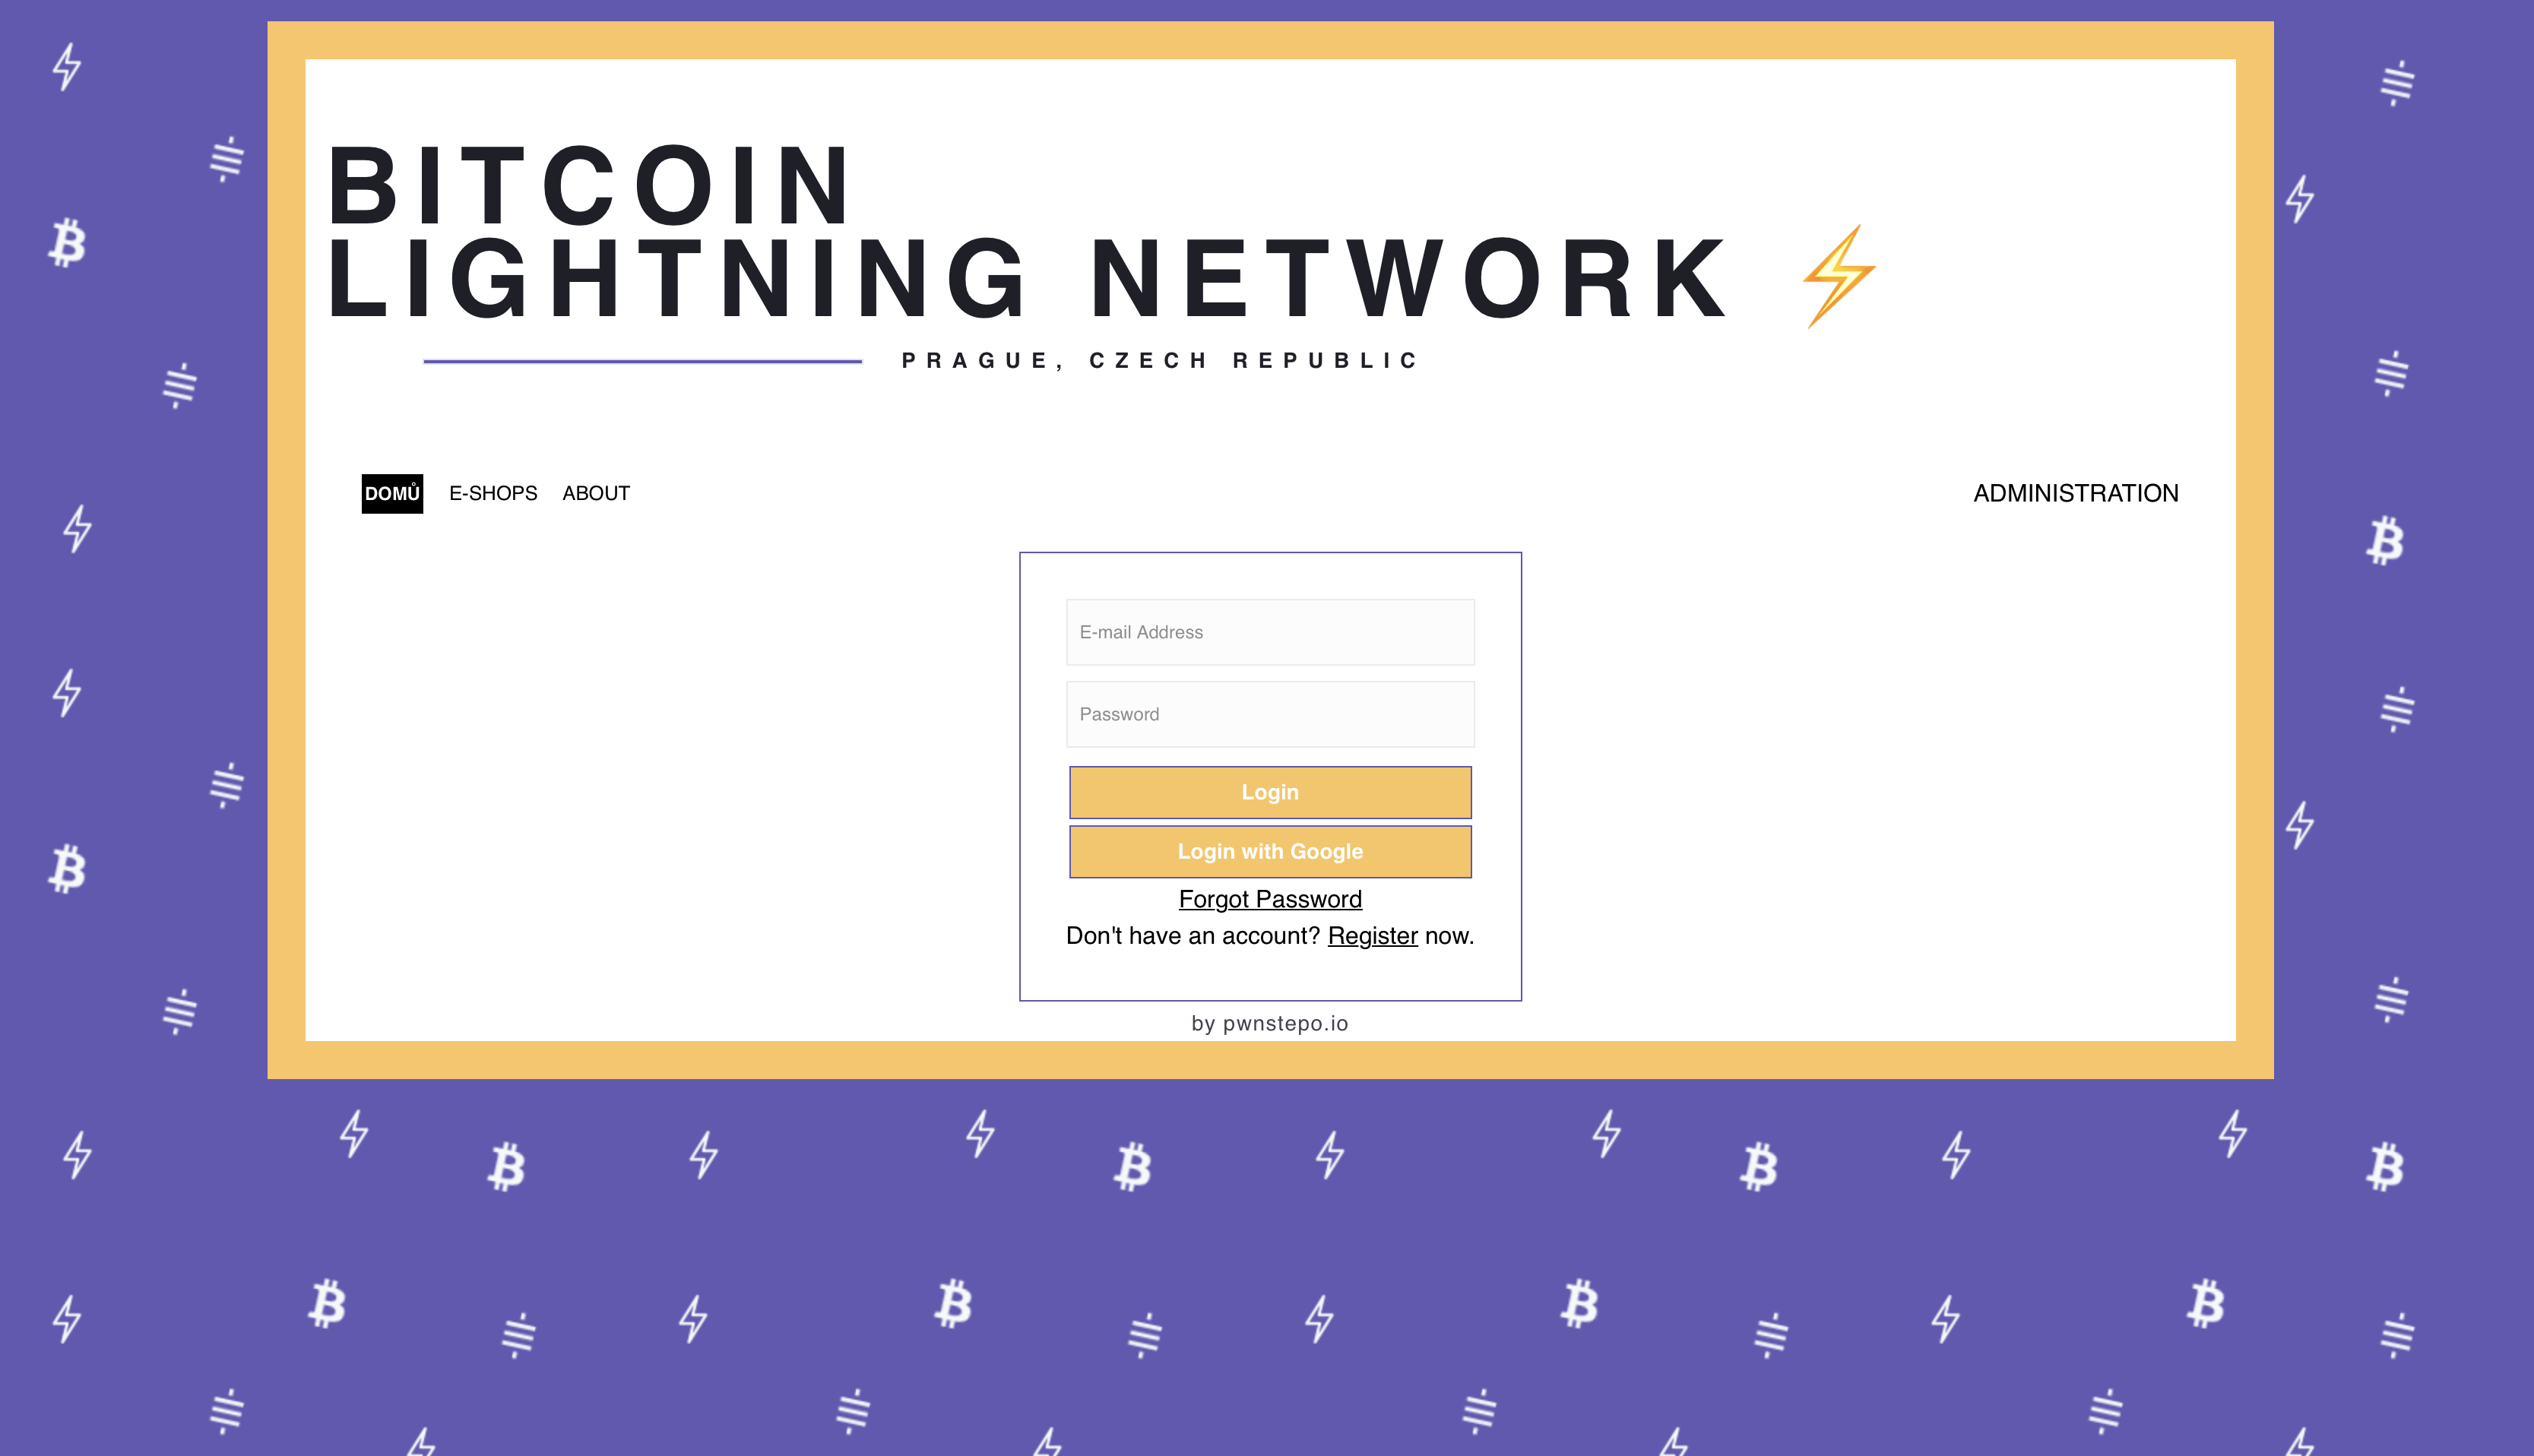 BITCOIN
LIGHTNING NETWORK ⚡
PRAGUE, CZECH REPUBLIC
DOMŮ E-SHOPS ABOUT ADMINISTRATION
E-mail Address
Password
Login
Login with Google
Forgot Password
Don't have an account? Register now.
by pwnstepo.io